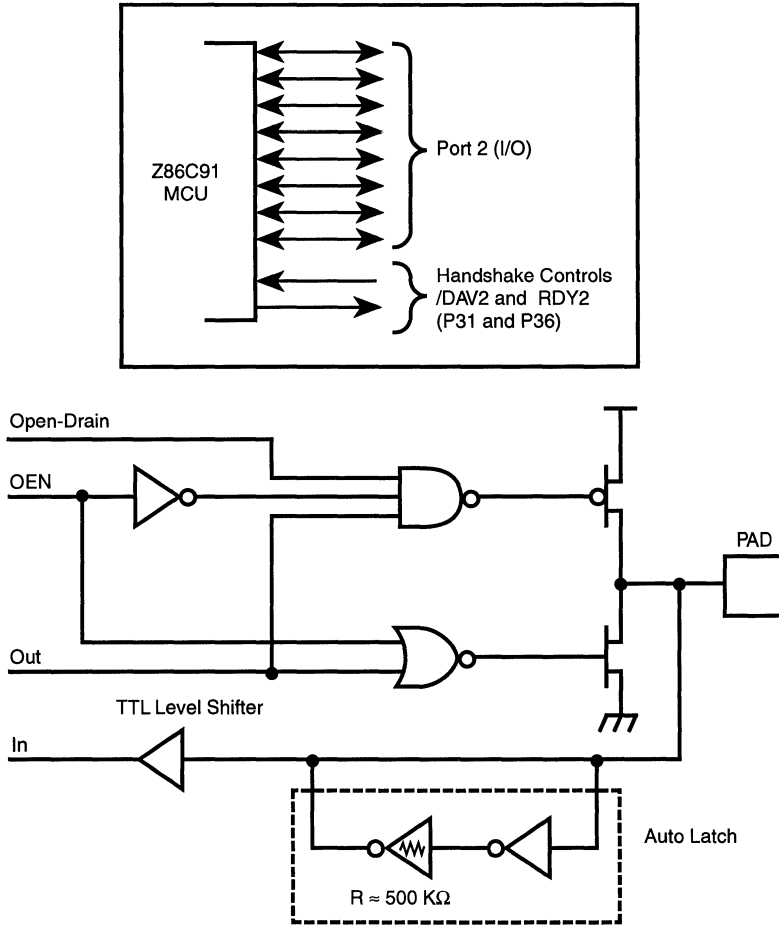 Z86C91
MCU
Port 2 (I/O)
Handshake Controls
/DAV2 and RDY2
(P31 and P36)
Open-Drain
OEN
PAD
Out
TTL Level Shifter
In
Auto Latch
R ≈ 500 KΩ